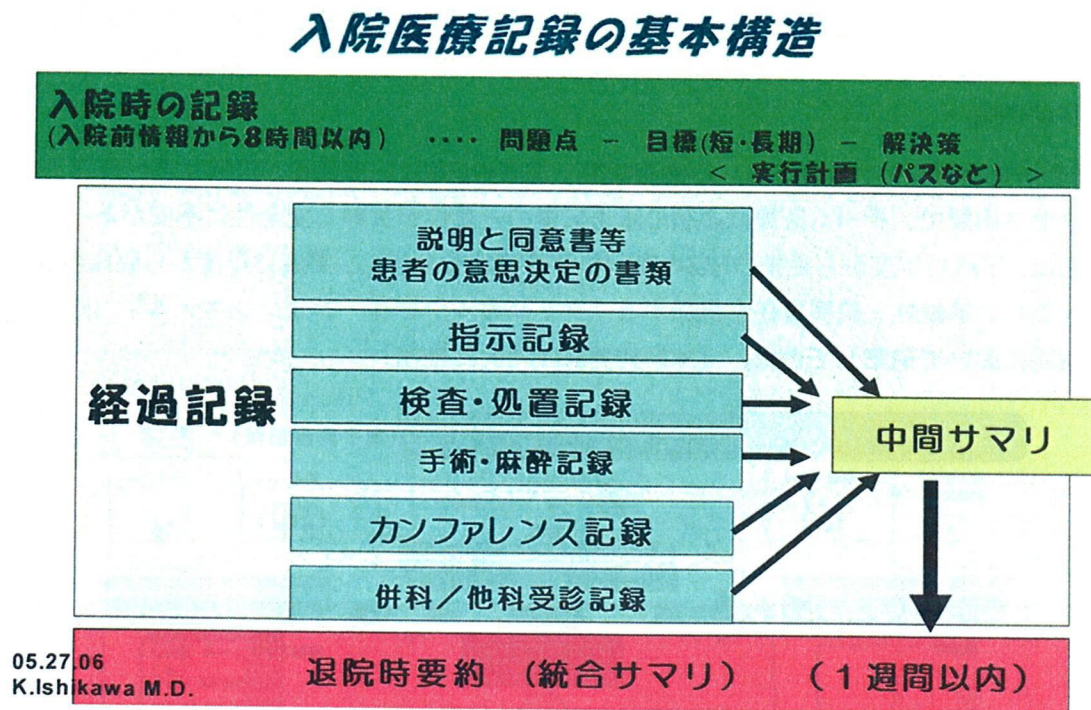 入院医療記録の基本構造
入院時の記録
(入院前情報から8時間以内) ‥‥ 問題点 － 目標(短・長期) － 解決策
< 実行計画 (パスなど) >
説明と同意書等
患者の意思決定の書類
指示記録
経過記録
検査・処置記録
中間サマリ
手術・麻酔記録
カンファレンス記録
併科／他科受診記録
退院時要約 (統合サマリ) (１週間以内)
05.27.06
K.Ishikawa M.D.